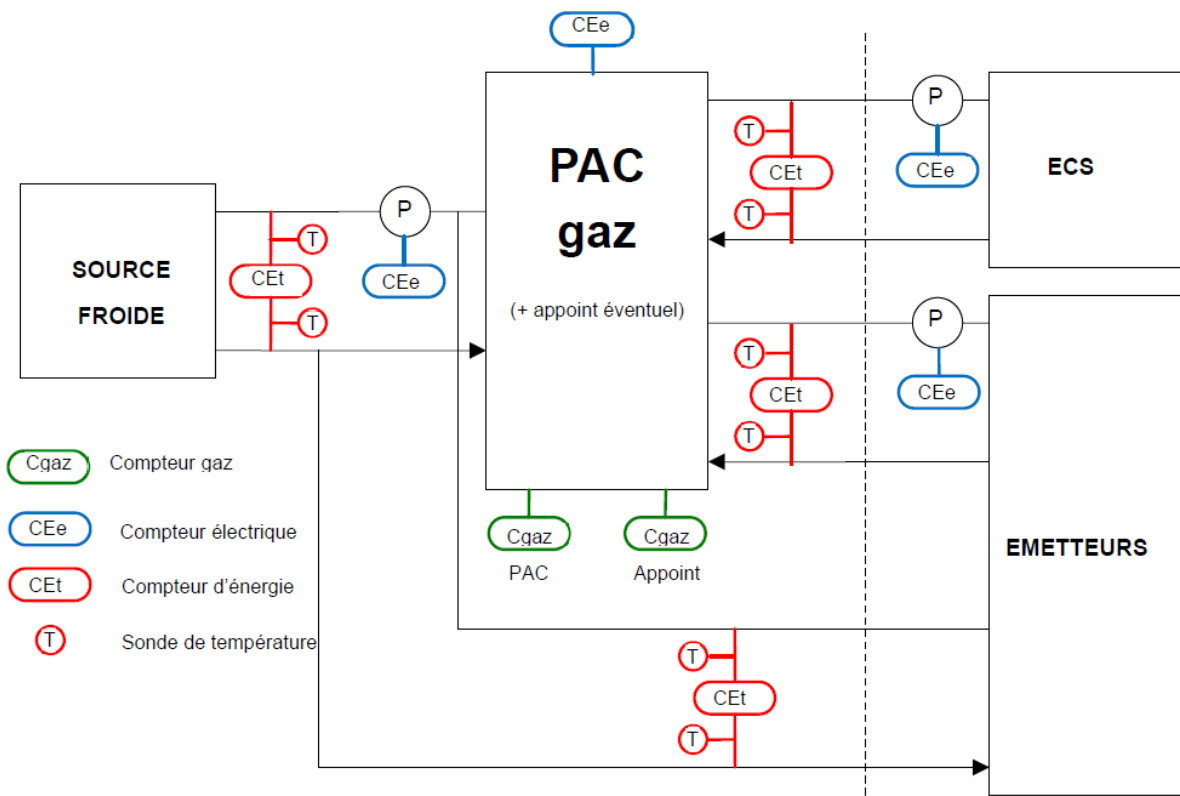 CEe
PAC
gaz
(+ appoint éventuel)
T
CEt
T
P
CEe
ECS
SOURCE
FROIDE
T
CEt
T
P
CEe
T
CEt
T
P
CEe
EMETTEURS
Cgaz
PAC
Cgaz
Appoint
Cgaz Compteur gaz
CEe Compteur électrique
CEt Compteur d'énergie
T Sonde de température
T
CEt
T